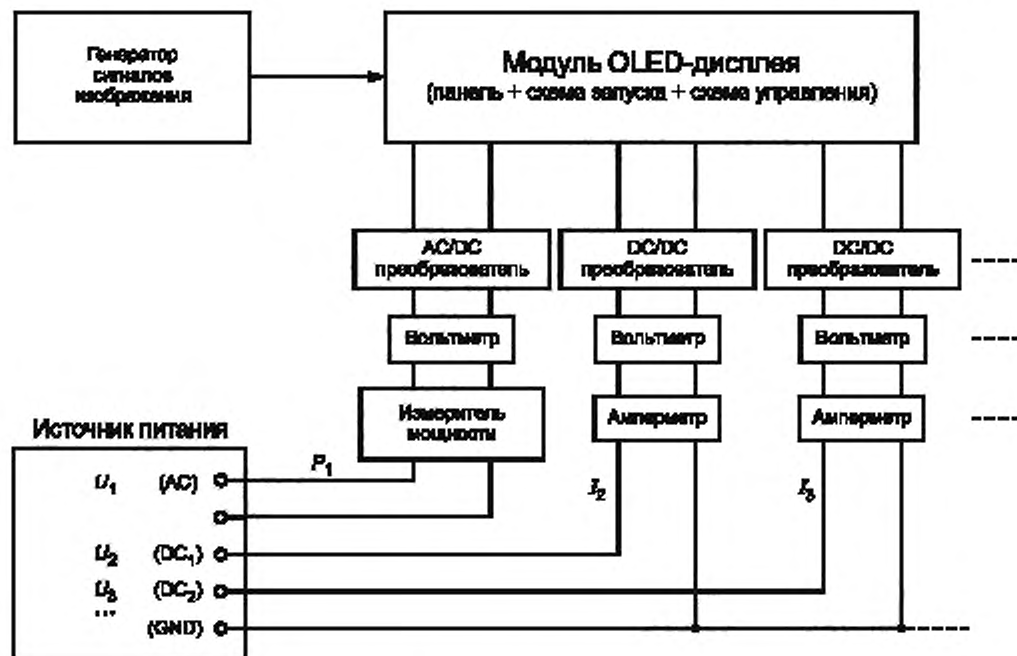 Генератор
сигналов
изображения
Модуль OLED-дисплея
(панель + схема запуска + схема управления)
AC/DC
преобразователь
DC/DC
преобразователь
DC/DC
преобразователь
Вольтметр
Вольтметр
Вольтметр
Измеритель
мощности
Амперметр
Амперметр
Источник питания
P₁
I₂
I₃
U₁ (AC)
U₂ (DC₁)
U₃ (DC₂)
...
(GND)